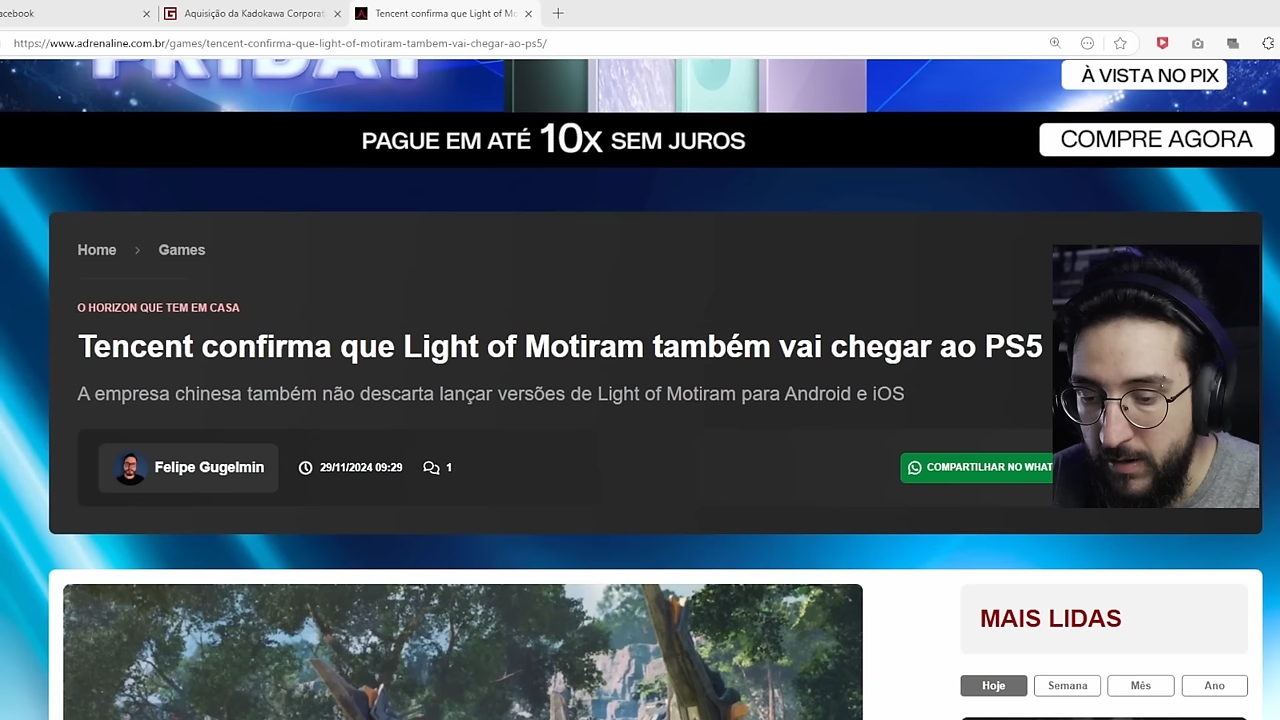 acebook
Aquisição da Kadokawa Corporat
Tencent confirma que Light of Mo
https://www.adrenaline.com.br/games/tencent-confirma-que-light-of-motiram-tambem-vai-chegar-ao-ps5/
FRIDAY
À VISTA NO PIX
PAGUE EM ATÉ 10x SEM JUROS
COMPRE AGORA
Home > Games
O HORIZON QUE TEM EM CASA
Tencent confirma que Light of Motiram também vai chegar ao PS5
A empresa chinesa também não descarta lançar versões de Light of Motiram para Android e iOS
Felipe Gugelmin 29/11/2024 09:29 1
COMPARTILHAR NO WHAT
MAIS LIDAS
Hoje Semana Mês Ano